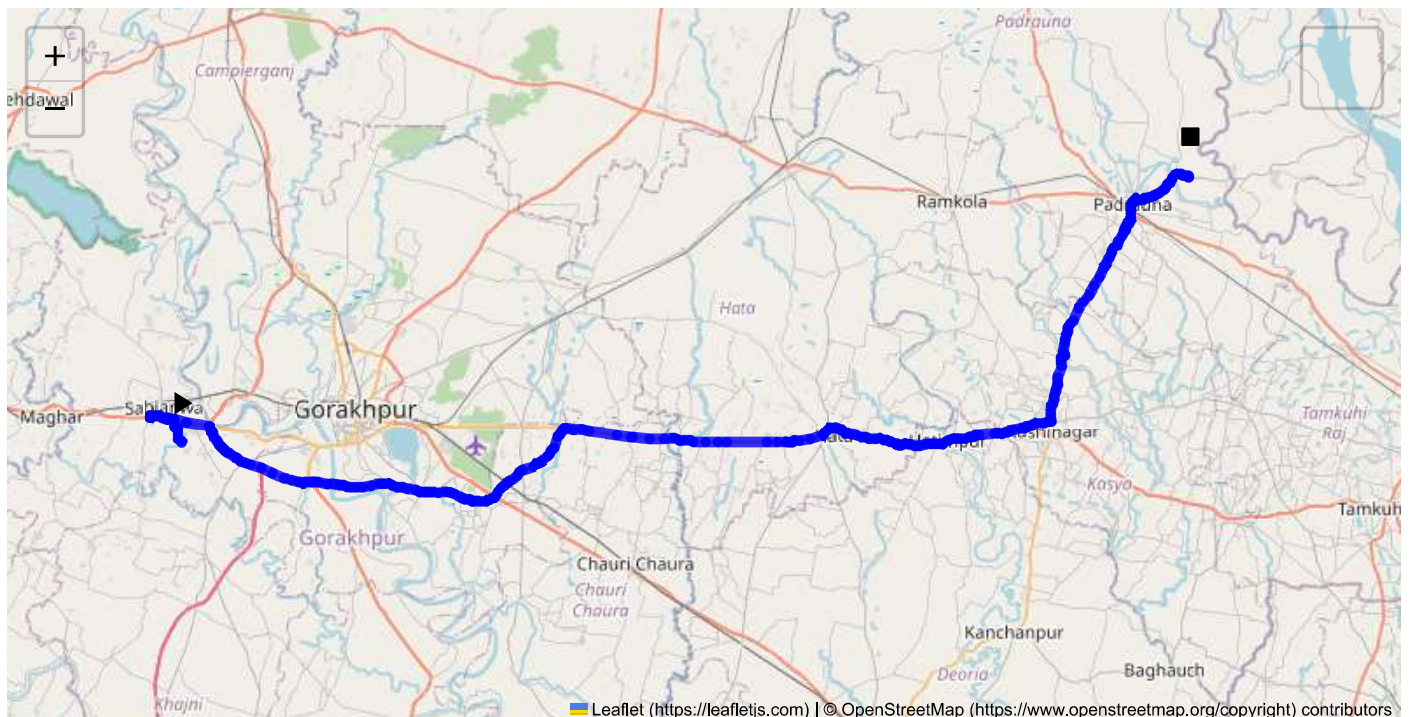 Padrauna
+
Campierganj
ehdawal
−
Ramkola
Padrauna
Hata
Sahjanwa
Maghar
Gorakhpur
Tamkuhi
Raj
Kasya
Tamkuh
Gorakhpur
Chauri Chaura
Chauri
Chaura
Kanchanpur
Baghauch
Deoria
Khajni
Leaflet (https://leafletjs.com) | © OpenStreetMap (https://www.openstreetmap.org/copyright) contributors